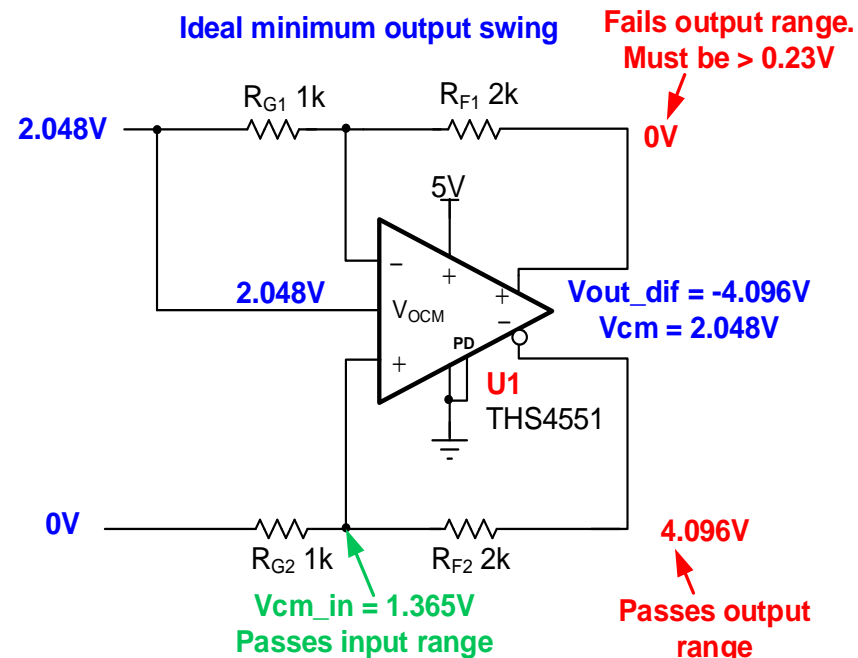 Ideal minimum output swing
Fails output range.
Must be > 0.23V
RG1 1k
RF1 2k
2.048V
0V
5V
−
+
2.048V
VOCM
+
−
Vout_dif = -4.096V
Vcm = 2.048V
PD
+
U1
THS4551
0V
RG2 1k
RF2 2k
4.096V
Vcm_in = 1.365V
Passes input range
Passes output
range